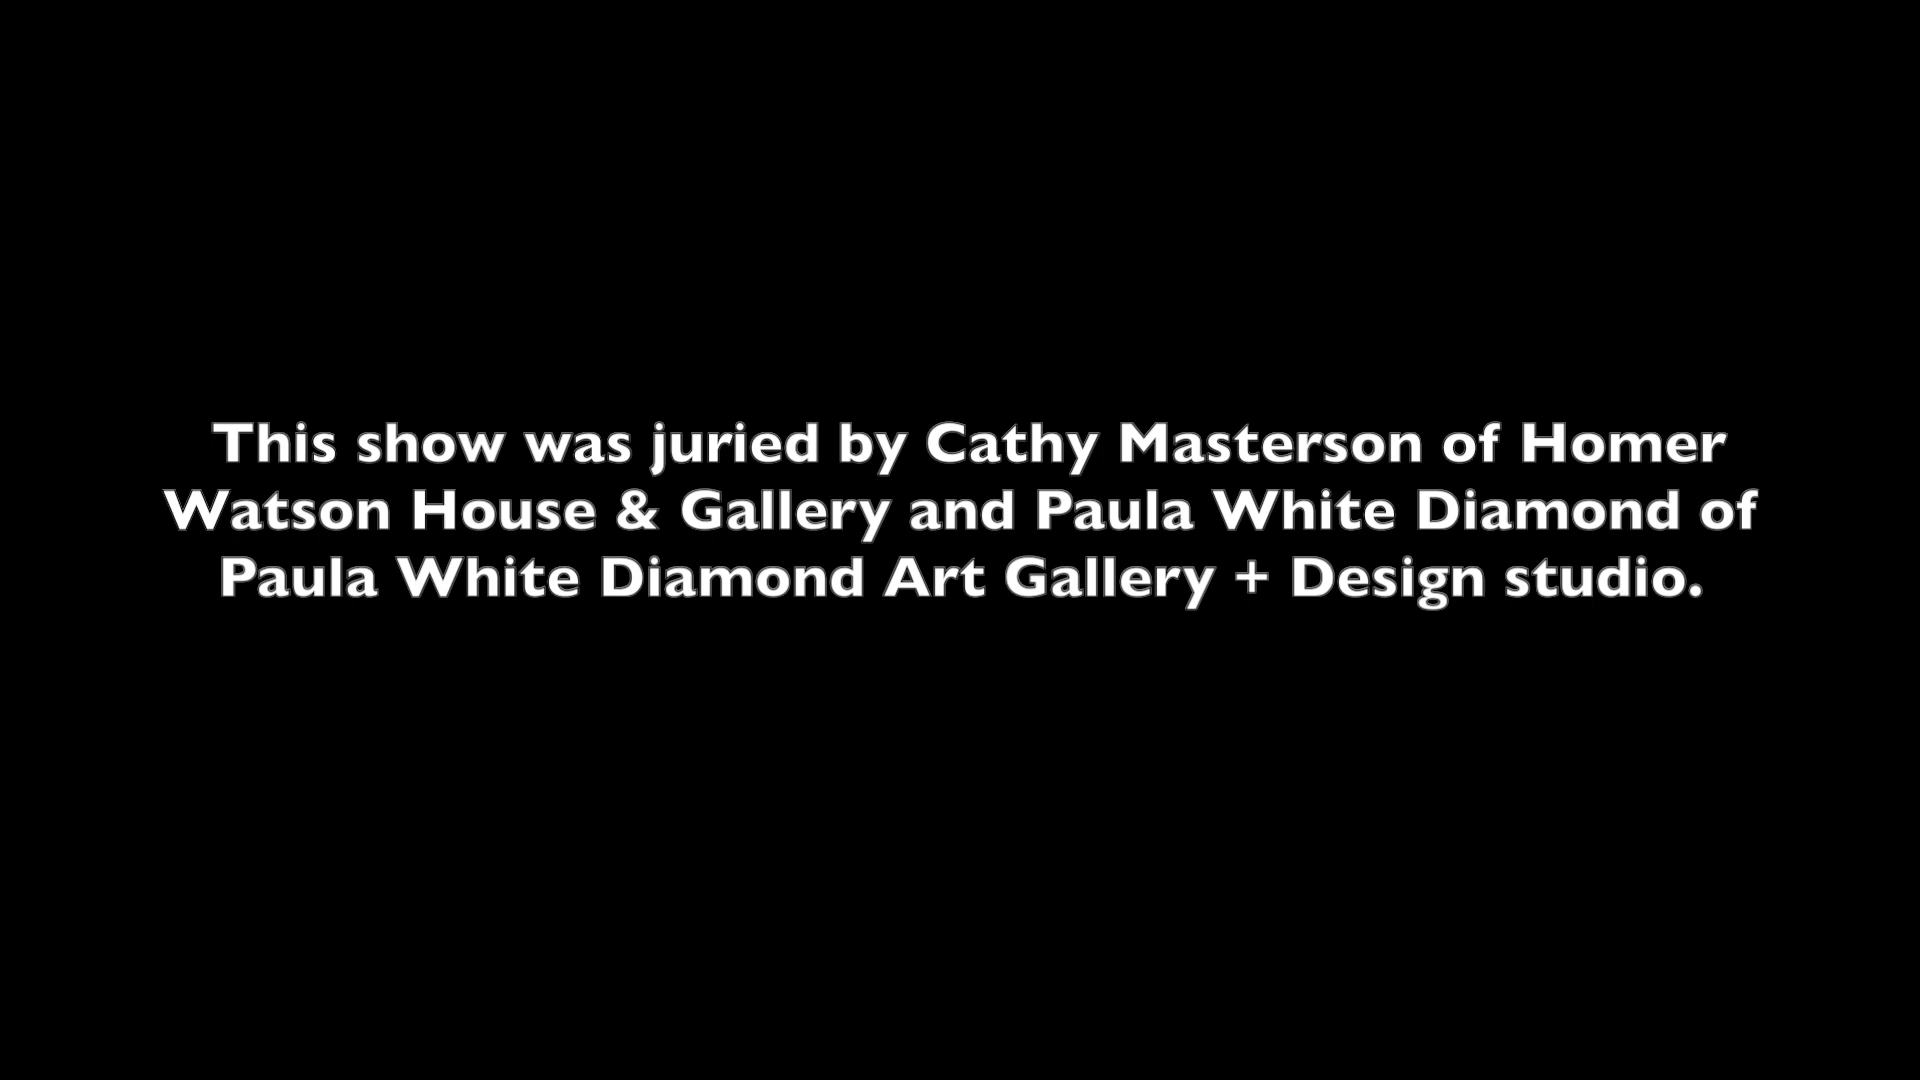 This show was juried by Cathy Masterson of Homer
Watson House & Gallery and Paula White Diamond of
Paula White Diamond Art Gallery + Design studio.